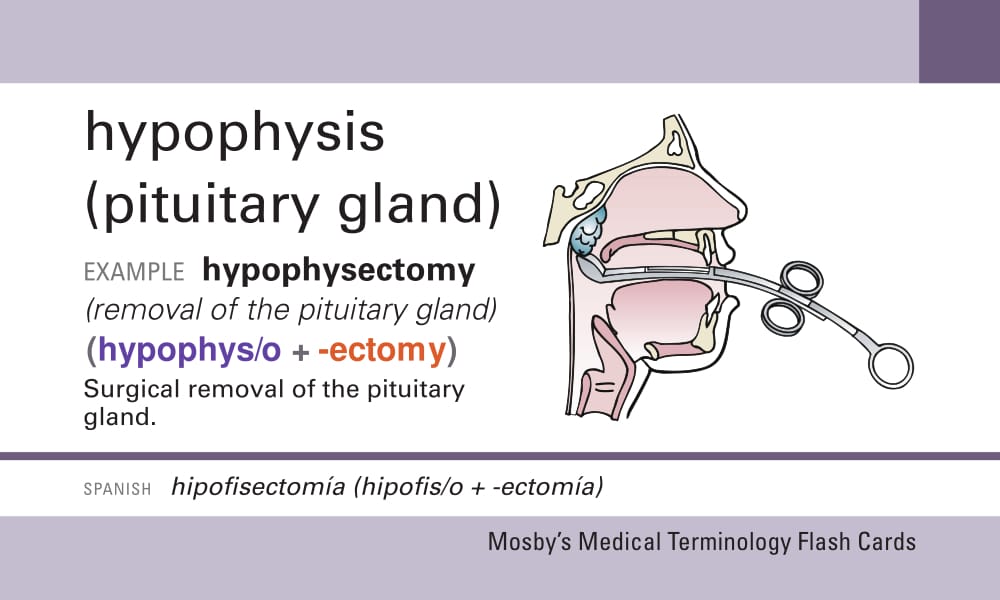 hypophysis
(pituitary gland)
EXAMPLE hypophysectomy
(removal of the pituitary gland)
(hypophys/o + -ectomy)
Surgical removal of the pituitary
gland.
SPANISH hipofisectomía (hipofis/o + -ectomía)
Mosby's Medical Terminology Flash Cards